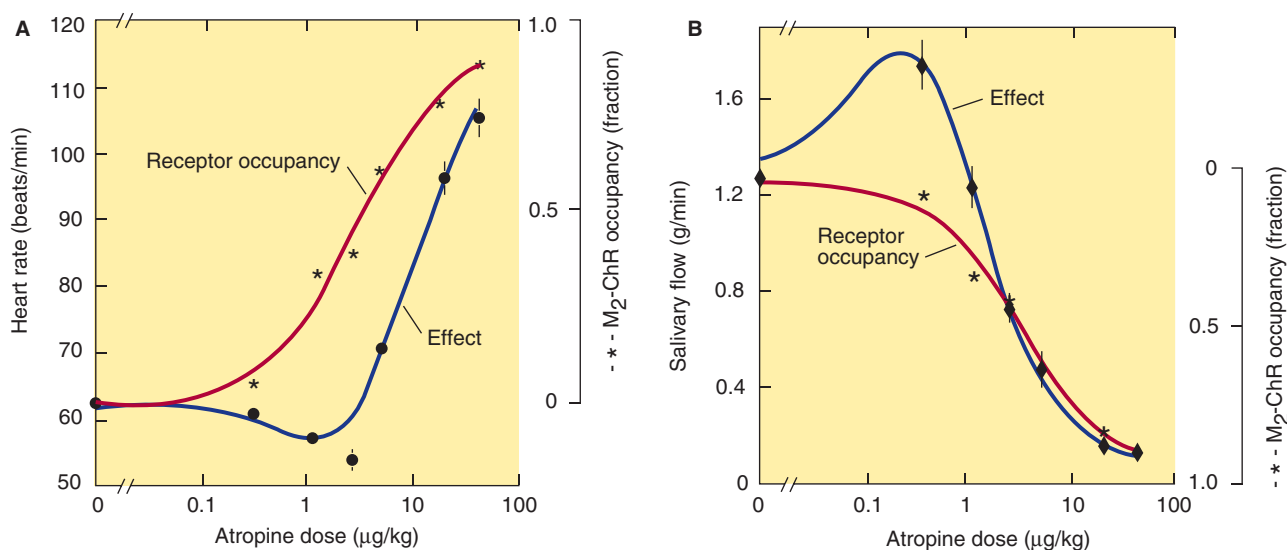 A
120
110
100
90
80
70
60
50
Heart rate (beats/min)
Receptor occupancy
Effect
1.0
0.5
0
- * - M₂-ChR occupancy (fraction)
0
0.1
1
10
100
Atropine dose (µg/kg)
B
1.6
1.2
0.8
0.4
0
Salivary flow (g/min)
Effect
Receptor
occupancy
0
0.5
1.0
- * - M₂-ChR occupancy (fraction)
0
0.1
1
10
100
Atropine dose (µg/kg)